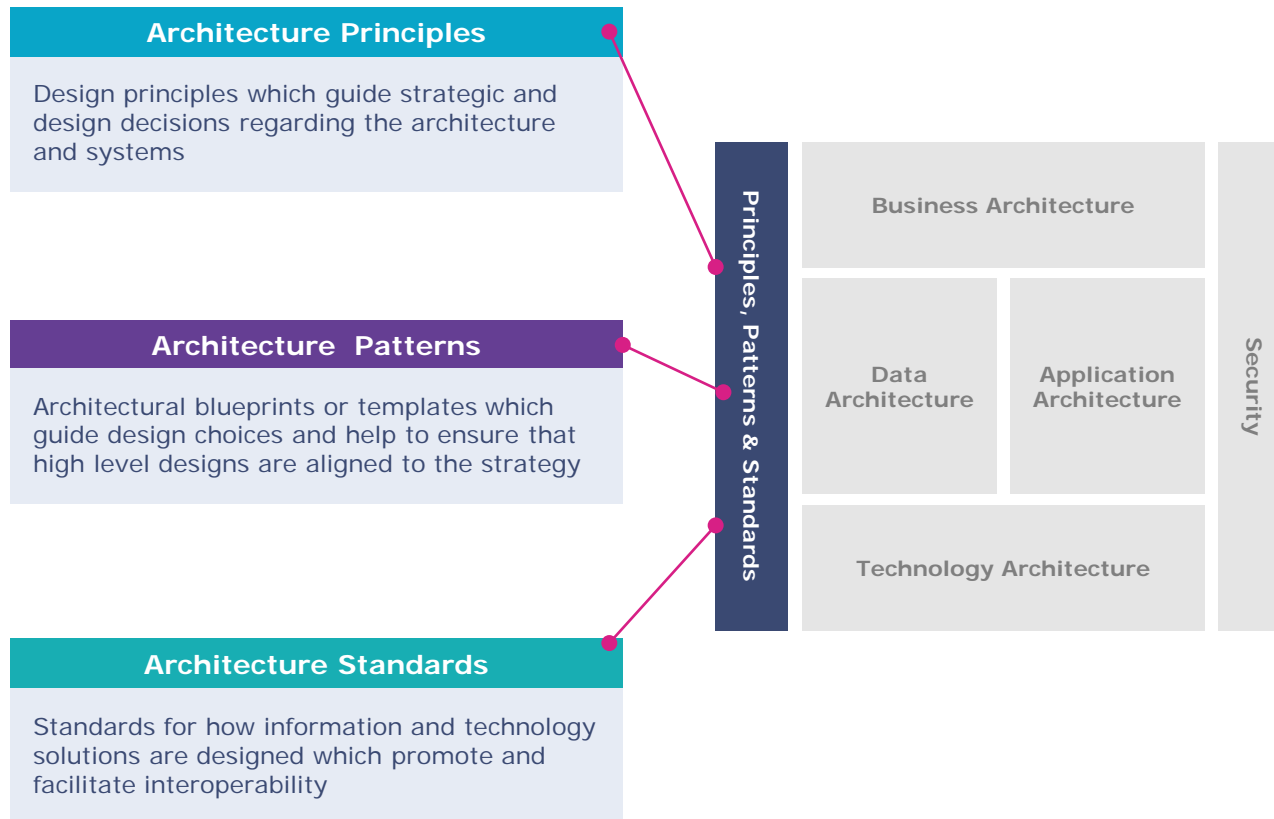 Architecture Principles
Design principles which guide strategic and
design decisions regarding the architecture
and systems
Architecture Patterns
Architectural blueprints or templates which
guide design choices and help to ensure that
high level designs are aligned to the strategy
Architecture Standards
Standards for how information and technology
solutions are designed which promote and
facilitate interoperability
Principles, Patterns & Standards
Business Architecture
Data
Architecture
Application
Architecture
Technology Architecture
Security